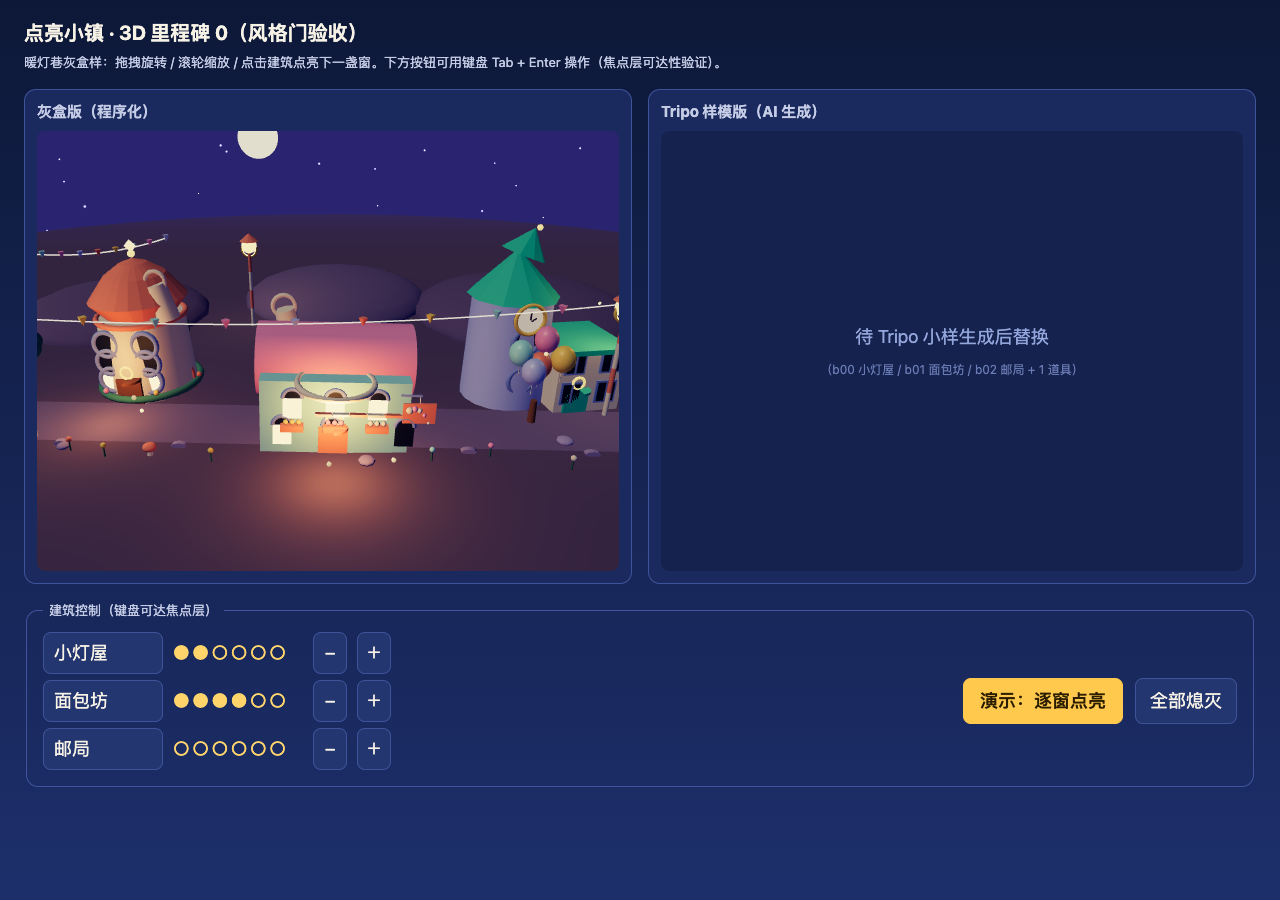 点亮小镇 · 3D 里程碑 0（风格门验收）
暖灯巷灰盒样：拖拽旋转 / 滚轮缩放 / 点击建筑点亮下一盏窗。下方按钮可用键盘 Tab + Enter 操作（焦点层可达性验证）。
灰盒版（程序化）
Tripo 样模版（AI 生成）
待 Tripo 小样生成后替换
（b00 小灯屋 / b01 面包坊 / b02 邮局 + 1 道具）
建筑控制（键盘可达焦点层）
小灯屋 − +
面包坊 − +
邮局 − +
演示：逐窗点亮 全部熄灭